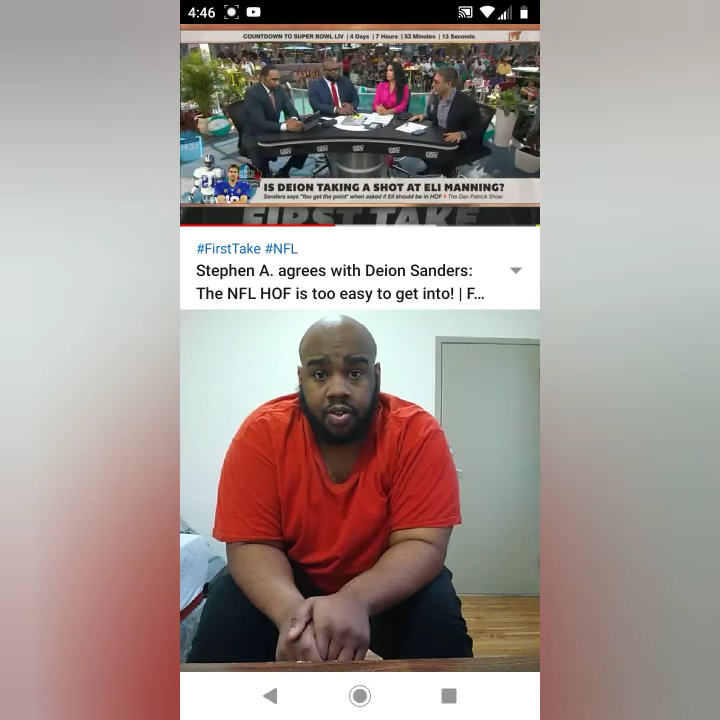 4:46
COUNTDOWN TO SUPER BOWL LIV | 4 Days | 7 Hours | 53 Minutes | 13 Seconds
IS DEION TAKING A SHOT AT ELI MANNING?
Sanders says "You get the point" when asked if Eli should be in HOF The Dan Patrick Show
FIRST TAKE
#FirstTake #NFL
Stephen A. agrees with Deion Sanders:
The NFL HOF is too easy to get into! | F...